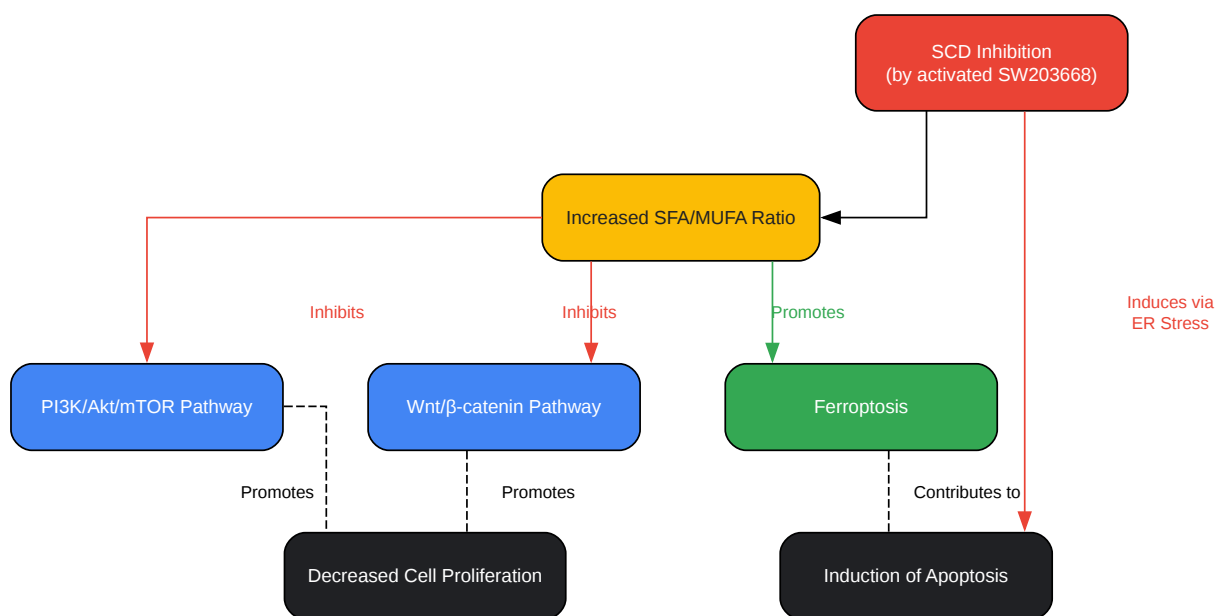 SCD Inhibition
(by activated SW203668)
Increased SFA/MUFA Ratio
Inhibits
Inhibits
Promotes
Induces via
ER Stress
PI3K/Akt/mTOR Pathway
Wnt/β-catenin Pathway
Ferroptosis
Promotes
Promotes
Contributes to
Decreased Cell Proliferation
Induction of Apoptosis